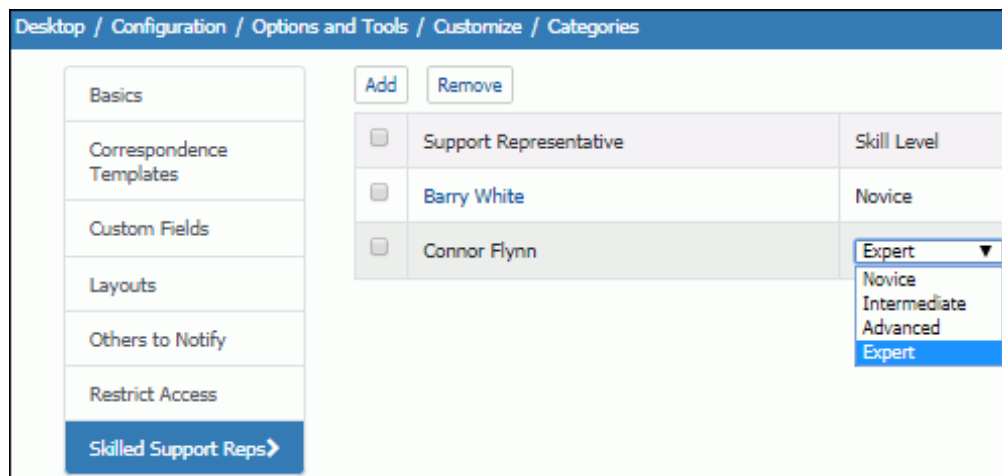 Desktop / Configuration / Options and Tools / Customize / Categories
Basics
Correspondence
Templates
Custom Fields
Layouts
Others to Notify
Restrict Access
Skilled Support Reps
Add Remove
Support Representative Skill Level
Barry White Novice
Connor Flynn Expert
Novice
Intermediate
Advanced
Expert